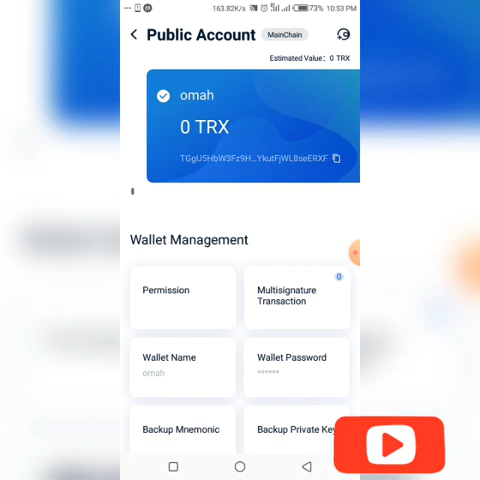 163.82K/s 73% 10:53 PM
Public Account MainChain
Estimated Value: 0 TRX
omah
0 TRX
TGgU5HbW3Fz9H...YkutFjWL8seERXF
Wallet Management
Permission
0
Multisignature
Transaction
Wallet Name
omah
Wallet Password
******
Backup Mnemonic
Backup Private Key